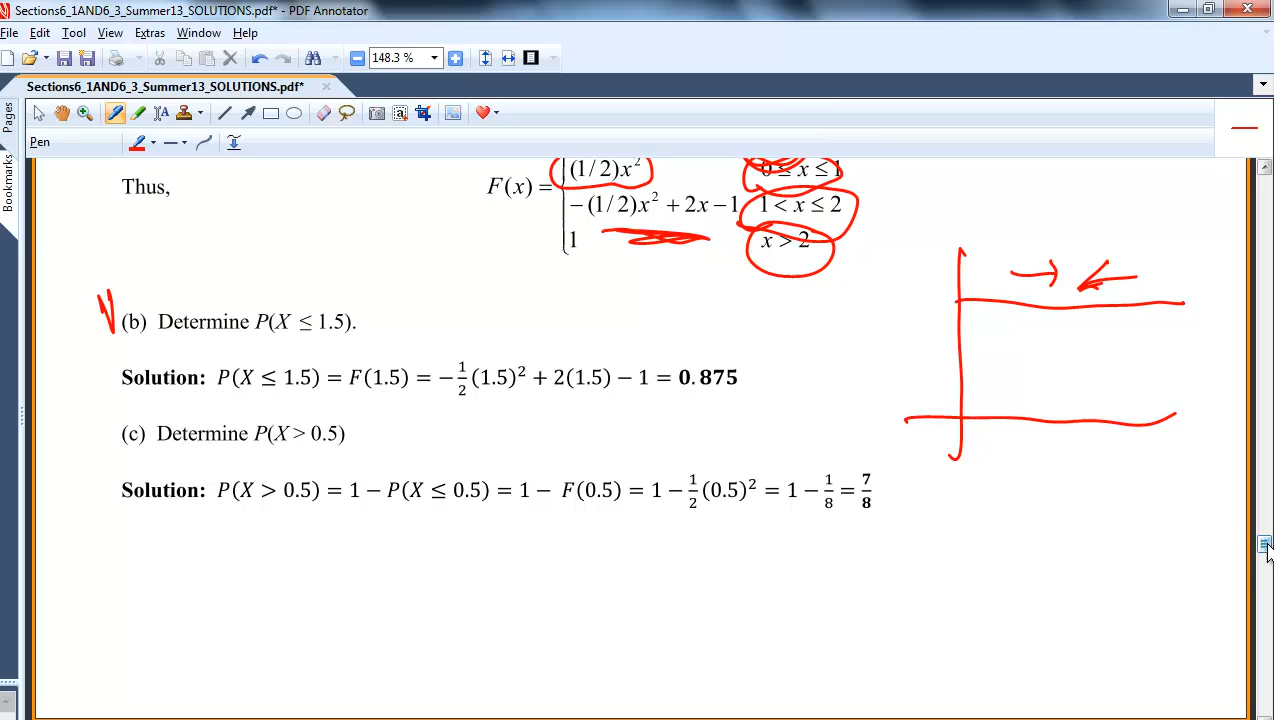 Sections6_1AND6_3_Summer13_SOLUTIONS.pdf* - PDF Annotator
File Edit Tool View Extras Window Help
148.3 %
Sections6_1AND6_3_Summer13_SOLUTIONS.pdf*
Pen
Pages
Bookmarks
(1/2)x² 0 ≤ x ≤ 1
Thus, F(x) = −(1/2)x² + 2x − 1 1 < x ≤ 2
1 x > 2
(b) Determine P(X ≤ 1.5).
Solution: P(X ≤ 1.5) = F(1.5) = −1/2(1.5)² + 2(1.5) − 1 = 0.875
(c) Determine P(X > 0.5)
Solution: P(X > 0.5) = 1 − P(X ≤ 0.5) = 1 − F(0.5) = 1 − 1/2(0.5)² = 1 − 1/8 = 7/8